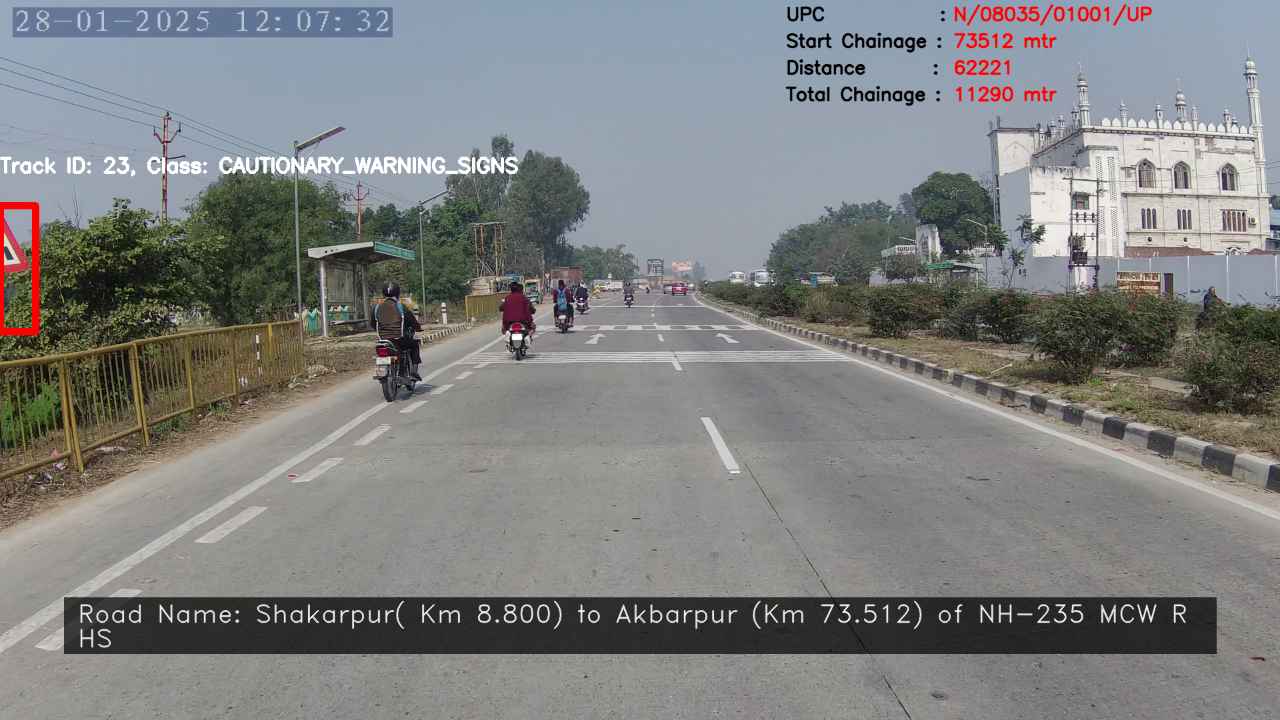 28-01-2025 12:07:32
UPC : N/08035/01001/UP
Start Chainage : 73512 mtr
Distance : 62221
Total Chainage : 11290 mtr
Track ID: 23, Class: CAUTIONARY_WARNING_SIGNS
Road Name: Shakarpur( Km 8.800) to Akbarpur (Km 73.512) of NH-235 MCW R
HS